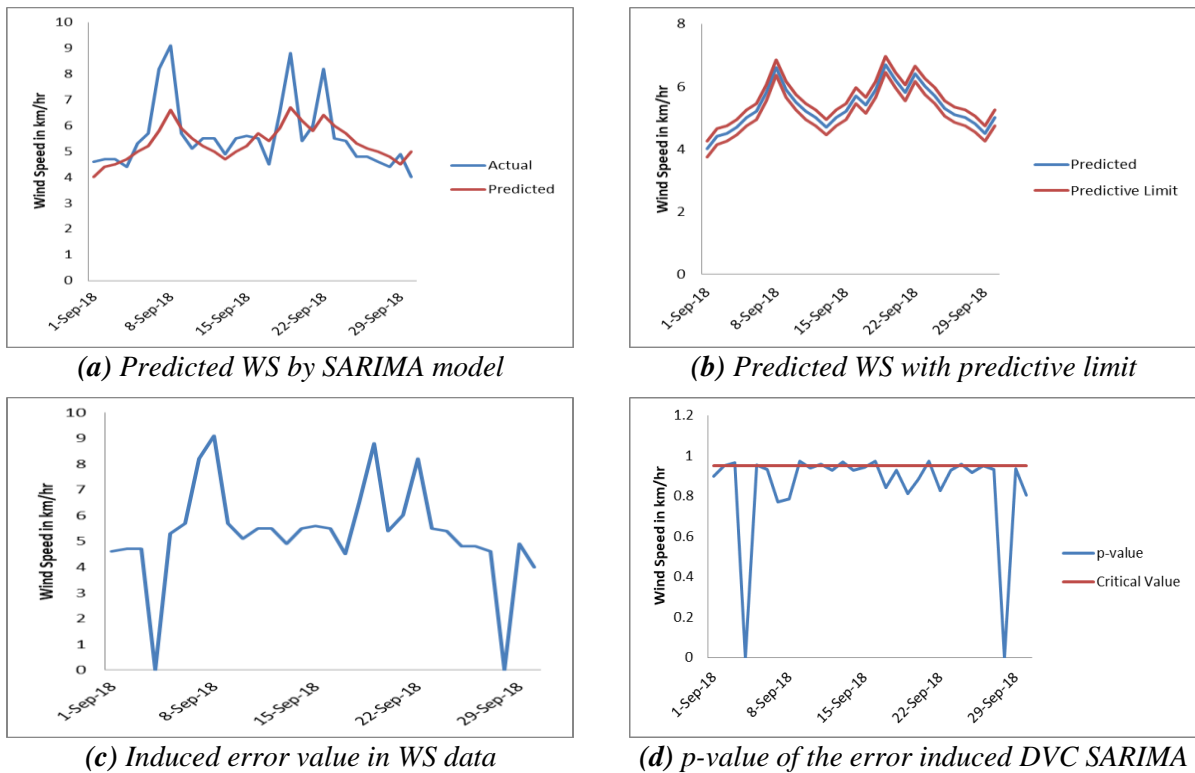 10
9
8
7
6
5
4
3
2
1
0
Wind Speed in km/hr
1-Sep-18
8-Sep-18
15-Sep-18
22-Sep-18
29-Sep-18
Actual
Predicted
(a) Predicted WS by SARIMA model
8
6
4
2
0
Wind Speed in km/hr
1-Sep-18
8-Sep-18
15-Sep-18
22-Sep-18
29-Sep-18
Predicted
Predictive Limit
(b) Predicted WS with predictive limit
10
9
8
7
6
5
4
3
2
1
0
Wind Speed in km/hr
1-Sep-18
8-Sep-18
15-Sep-18
22-Sep-18
29-Sep-18
(c) Induced error value in WS data
1.2
1
0.8
0.6
0.4
0.2
0
Wind Speed in km/hr
1-Sep-18
8-Sep-18
15-Sep-18
22-Sep-18
29-Sep-18
p-value
Critical Value
(d) p-value of the error induced DVC SARIMA